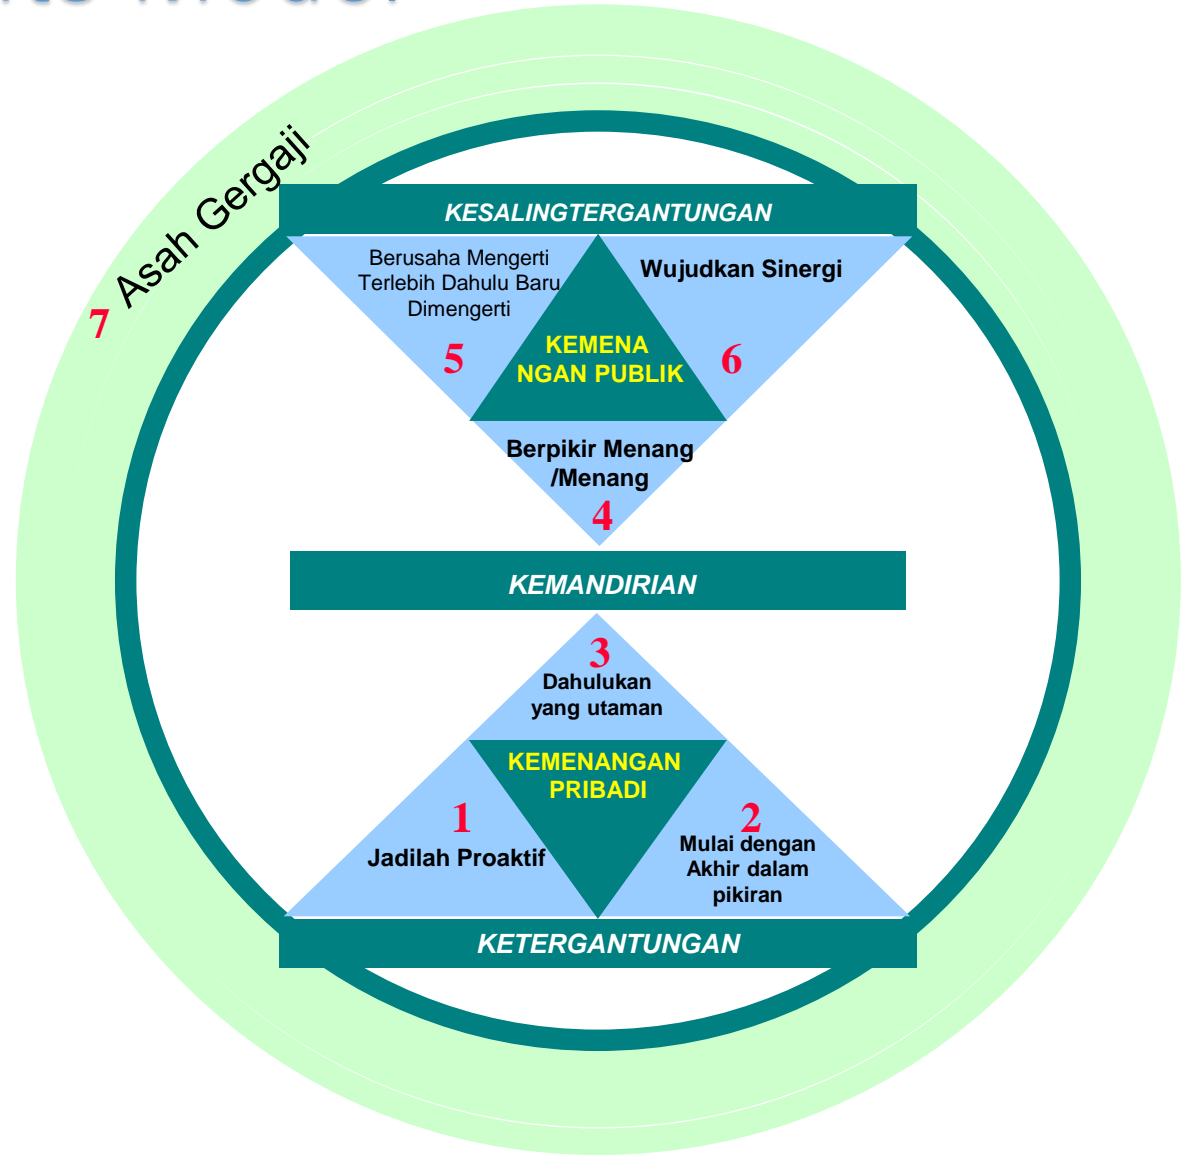 Model
7 Asah Gergaji
KESALINGTERGANTUNGAN
Berusaha Mengerti
Terlebih Dahulu Baru
Dimengerti
5
Wujudkan Sinergi
6
KEMENA
NGAN PUBLIK
Berpikir Menang
/Menang
4
KEMANDIRIAN
3
Dahulukan
yang utaman
KEMENANGAN
PRIBADI
1
Jadilah Proaktif
2
Mulai dengan
Akhir dalam
pikiran
KETERGANTUNGAN